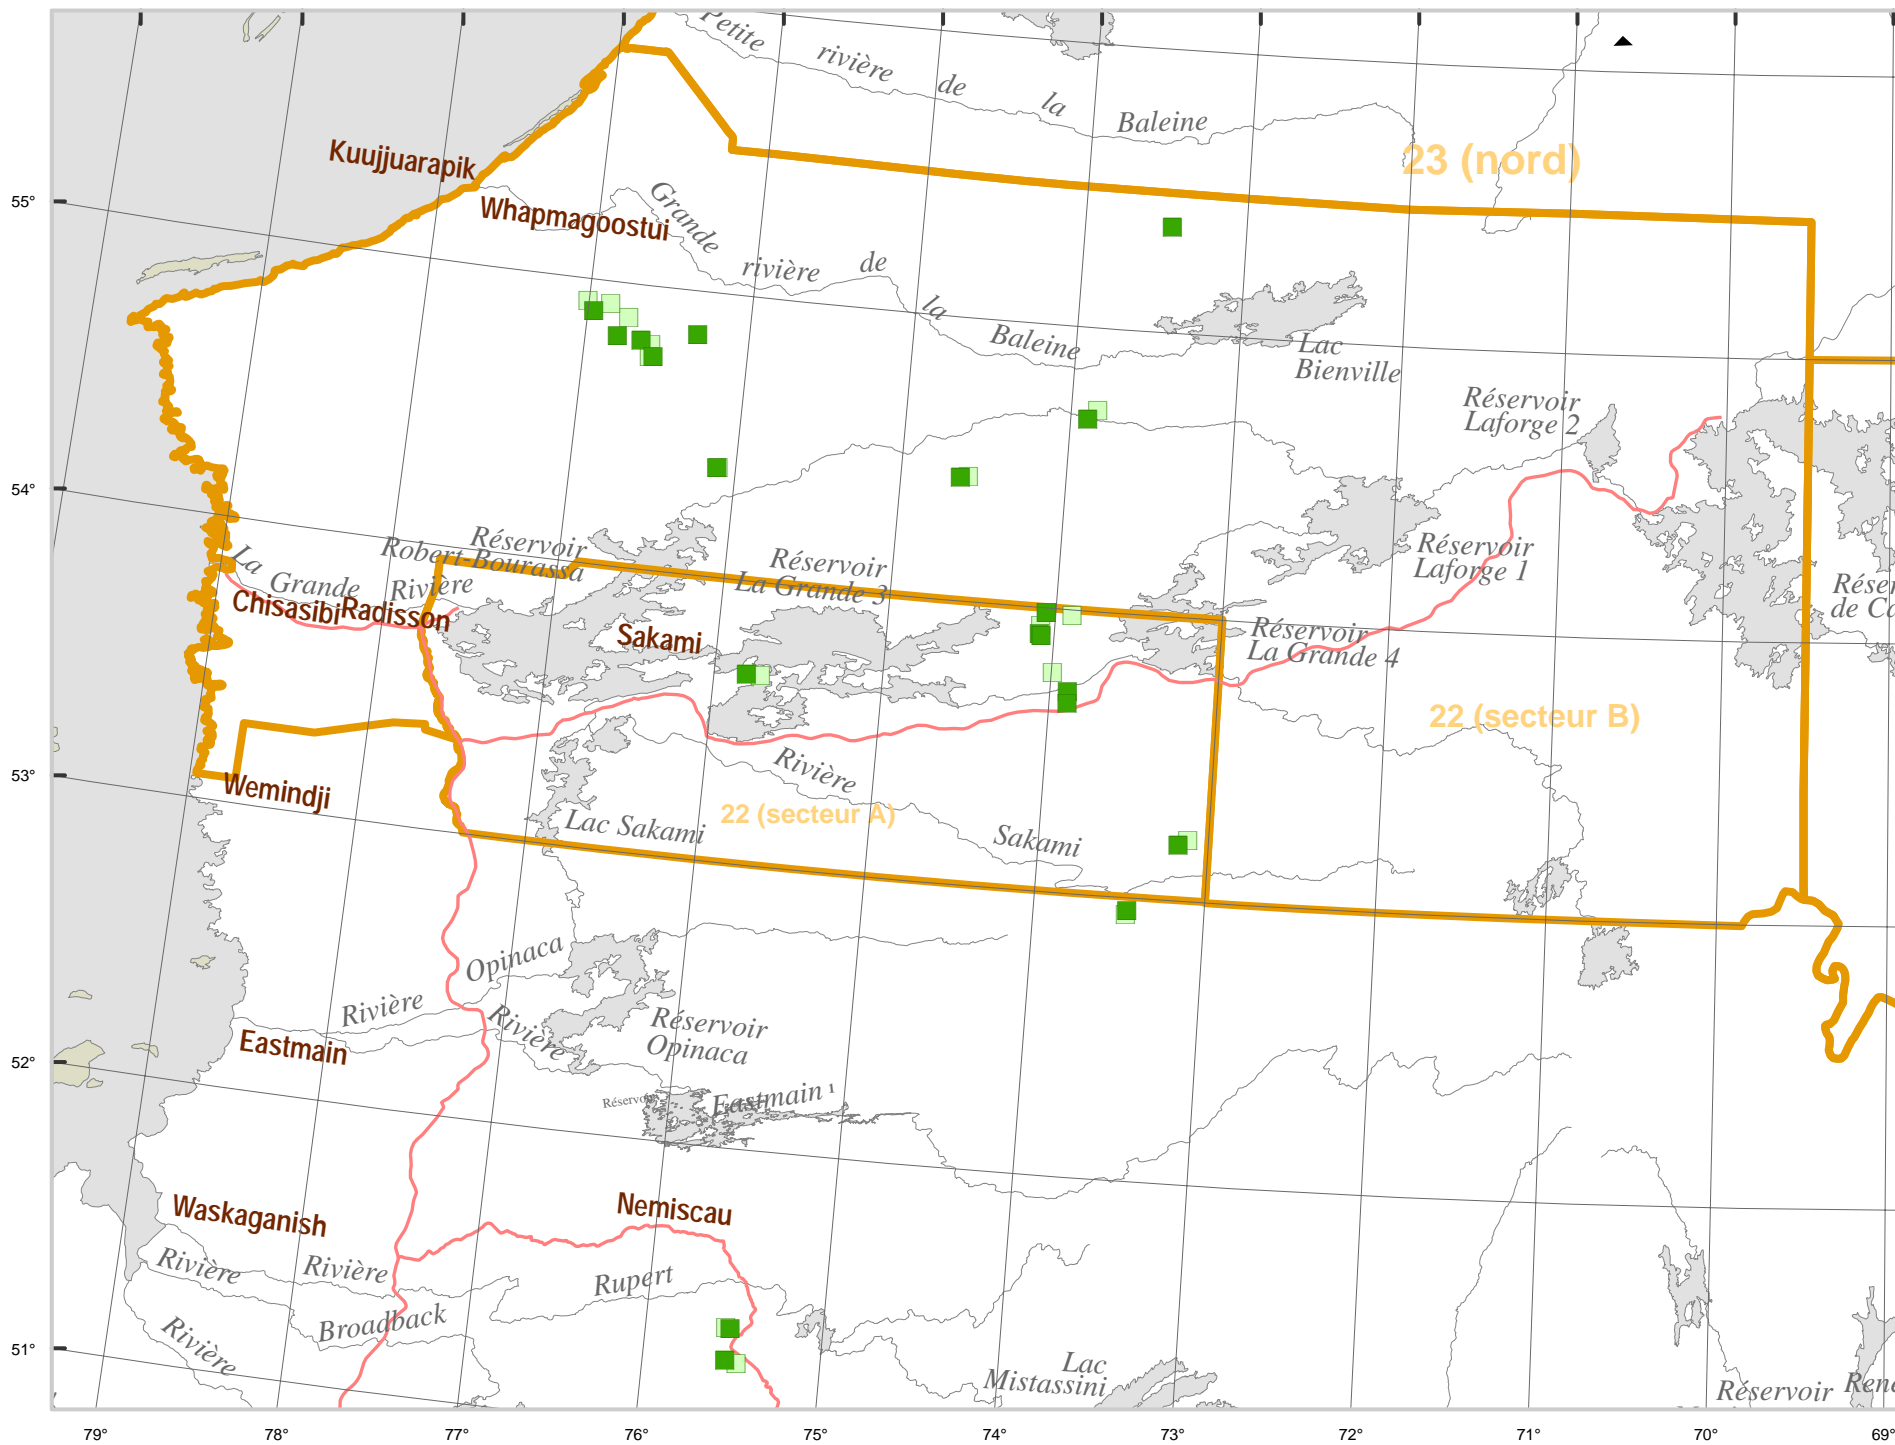 Petite
rivière
de
la
Baleine
23 (nord)
Kuujjuarapik
55°
Whapmagoostui
Grande
rivière
de
la
Baleine
Lac
Bienville
Réservoir
Laforge 2
54°
Réservoir
Robert-Bourassa
La
Grande
Rivière
Réservoir
La Grande 3
Réservoir
Laforge 1
Chisasibi
Radisson
Sakami
Réservoir
La Grande 4
22 (secteur B)
53°
Wemindji
Rivière
22 (secteur A)
Lac Sakami
Sakami
Opinaca
Rivière
Rivière
Réservoir
Opinaca
Eastmain
52°
Eastmain 1
Waskaganish
Nemiscau
Rivière
Rivière
Rupert
Broadback
Rivière
51°
Lac
Mistassini
Réservoir
79°
78°
77°
76°
75°
74°
73°
72°
71°
70°
69°